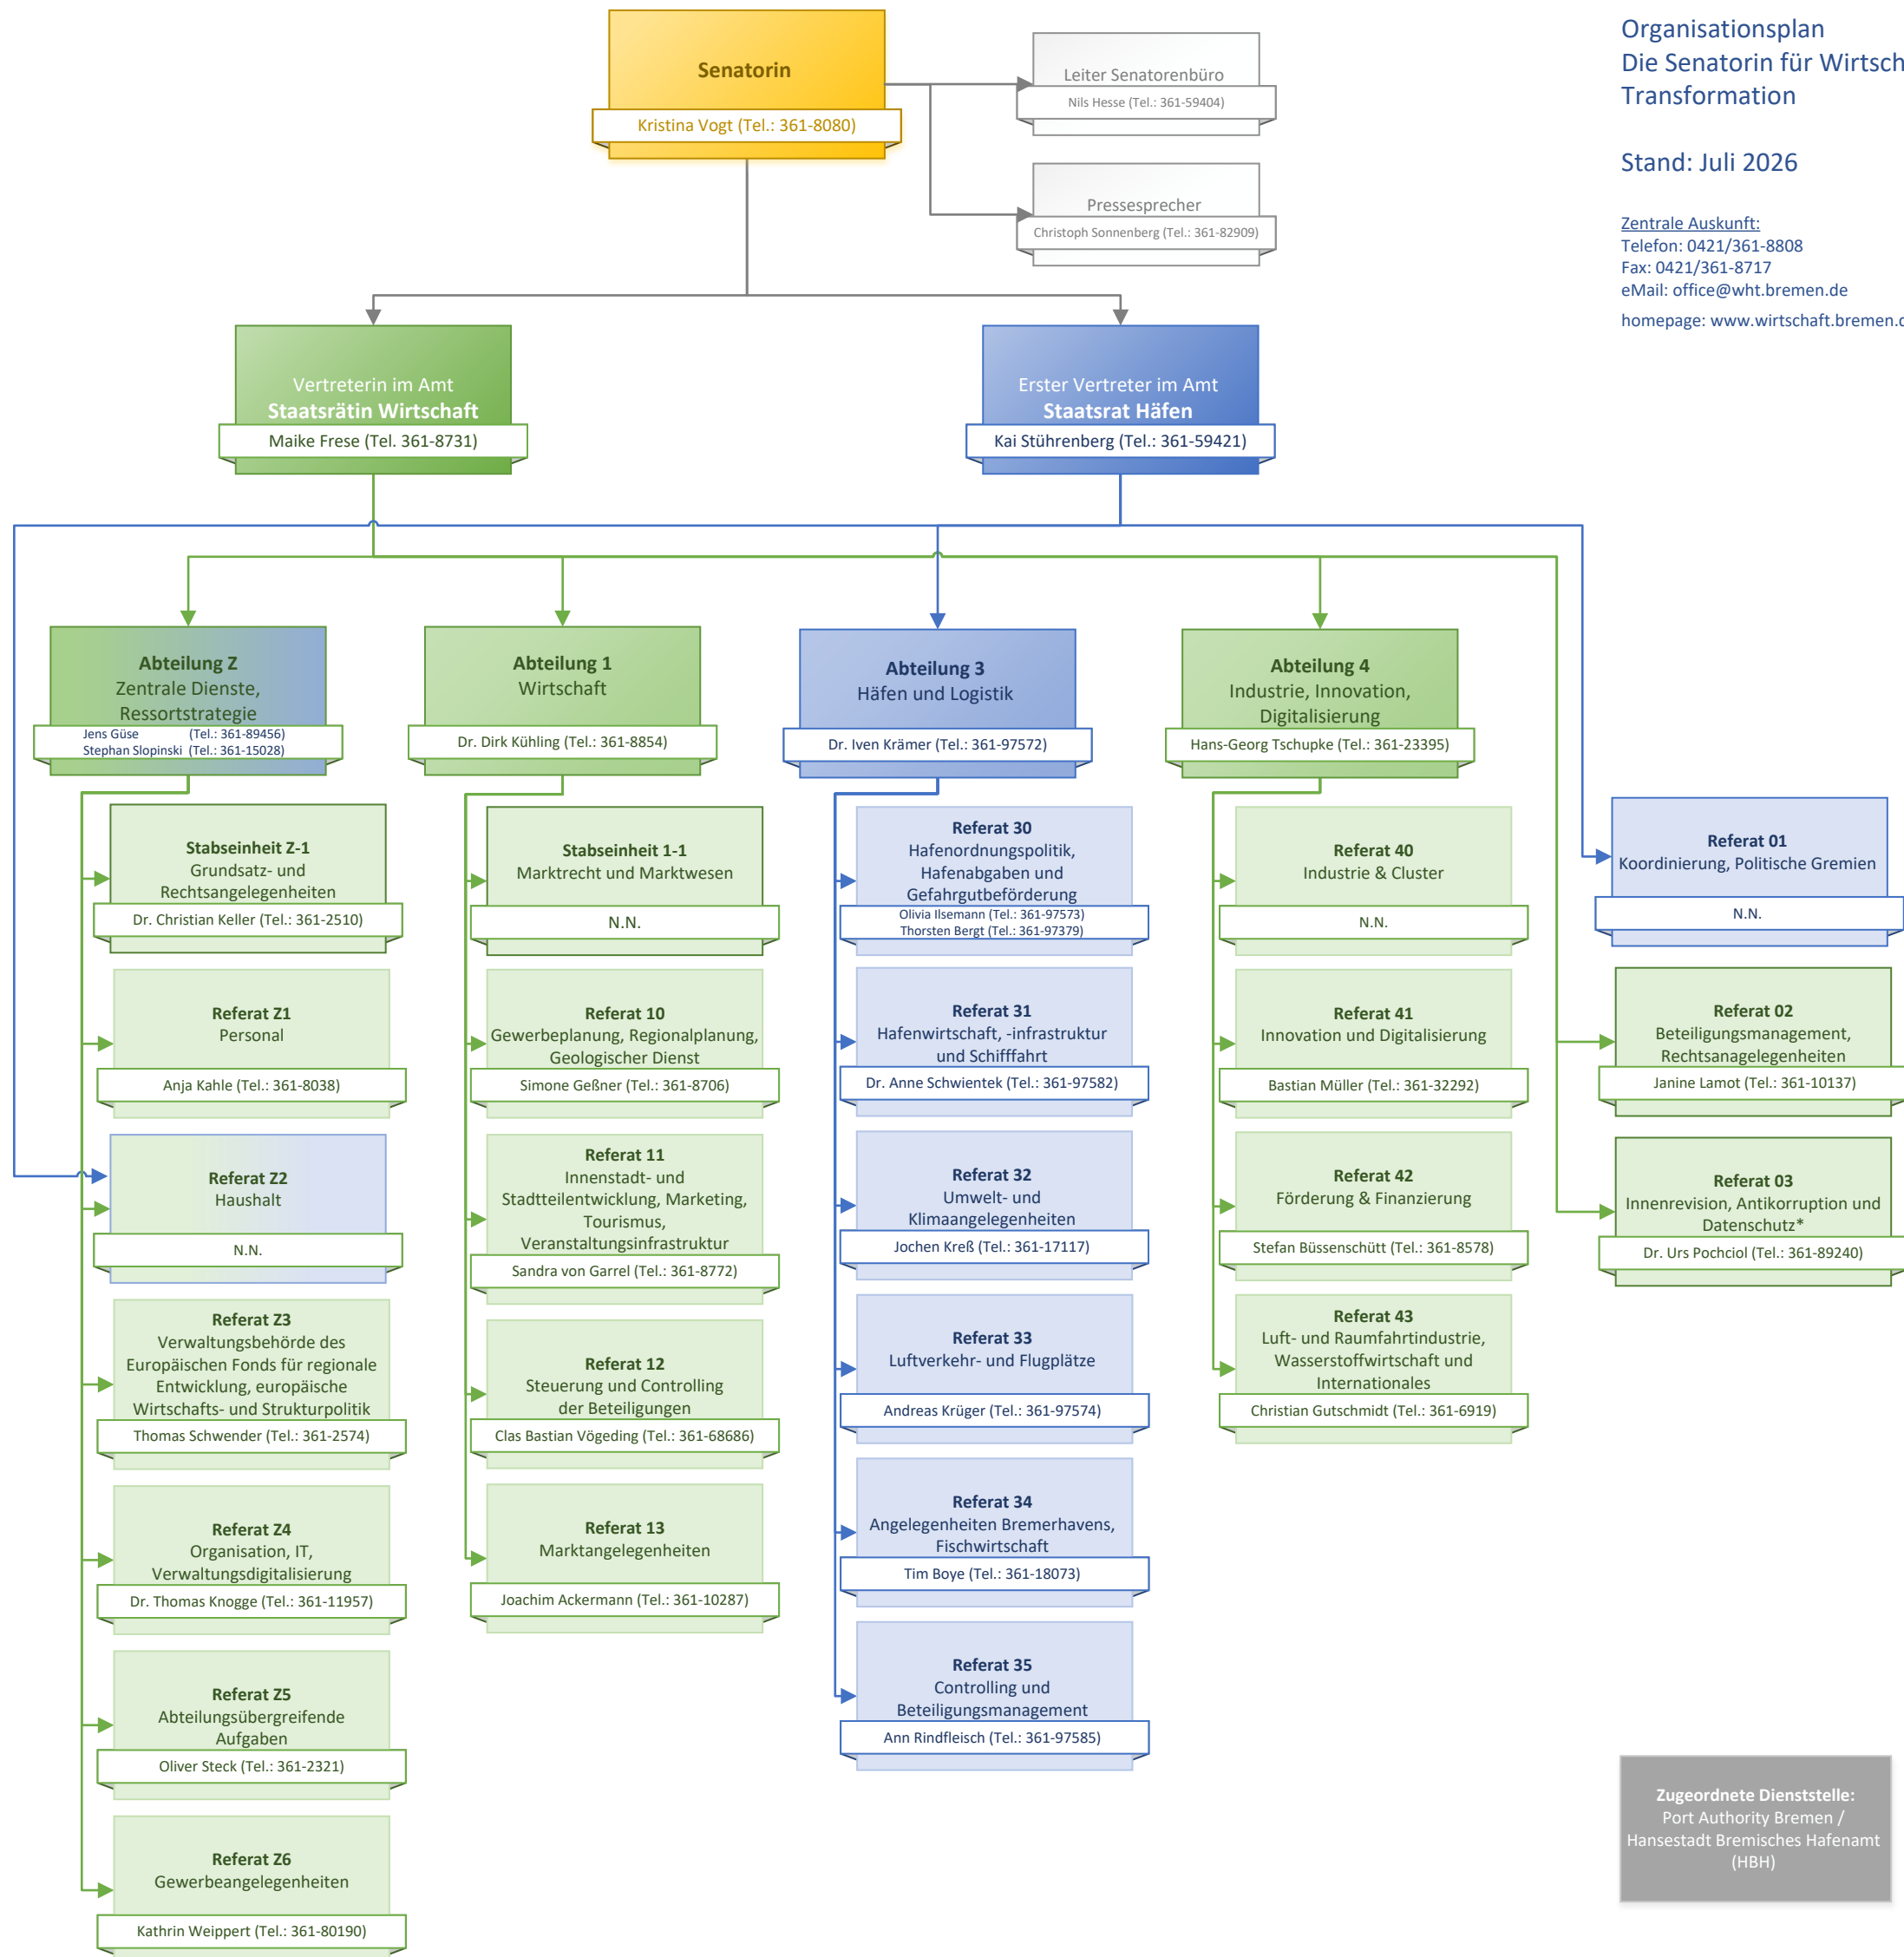 Organisationsplan
Die Senatorin für Wirtsch
Transformation
Stand: Juli 2026
Zentrale Auskunft:
Telefon: 0421/361-8808
Fax: 0421/361-8717
eMail: office@wht.bremen.de
homepage: www.wirtschaft.bremen.d
Senatorin
Kristina Vogt (Tel.: 361-8080)
Leiter Senatorenbüro
Nils Hesse (Tel.: 361-59404)
Pressesprecher
Christoph Sonnenberg (Tel.: 361-82909)
Vertreterin im Amt
Staatsrätin Wirtschaft
Maike Frese (Tel. 361-8731)
Erster Vertreter im Amt
Staatsrat Häfen
Kai Stührenberg (Tel.: 361-59421)
Abteilung Z
Zentrale Dienste,
Ressortstrategie
Jens Güse (Tel.: 361-89456)
Stephan Slopinski (Tel.: 361-15028)
Stabseinheit Z-1
Grundsatz- und
Rechtsangelegenheiten
Dr. Christian Keller (Tel.: 361-2510)
Referat Z1
Personal
Anja Kahle (Tel.: 361-8038)
Referat Z2
Haushalt
N.N.
Referat Z3
Verwaltungsbehörde des
Europäischen Fonds für regionale
Entwicklung, europäische
Wirtschafts- und Strukturpolitik
Thomas Schwender (Tel.: 361-2574)
Referat Z4
Organisation, IT,
Verwaltungsdigitalisierung
Dr. Thomas Knogge (Tel.: 361-11957)
Referat Z5
Abteilungsübergreifende
Aufgaben
Oliver Steck (Tel.: 361-2321)
Referat Z6
Gewerbeangelegenheiten
Kathrin Weippert (Tel.: 361-80190)
Abteilung 1
Wirtschaft
Dr. Dirk Kühling (Tel.: 361-8854)
Stabseinheit 1-1
Marktrecht und Marktwesen
N.N.
Referat 10
Gewerbeplanung, Regionalplanung,
Geologischer Dienst
Simone Geßner (Tel.: 361-8706)
Referat 11
Innenstadt- und
Stadtteilentwicklung, Marketing,
Tourismus,
Veranstaltungsinfrastruktur
Sandra von Garrel (Tel.: 361-8772)
Referat 12
Steuerung und Controlling
der Beteiligungen
Clas Bastian Vögeding (Tel.: 361-68686)
Referat 13
Marktangelegenheiten
Joachim Ackermann (Tel.: 361-10287)
Abteilung 3
Häfen und Logistik
Dr. Iven Krämer (Tel.: 361-97572)
Referat 30
Hafenordnungspolitik,
Hafenabgaben und
Gefahrgutbeförderung
Olivia Ilsemann (Tel.: 361-97573)
Thorsten Bergt (Tel.: 361-97379)
Referat 31
Hafenwirtschaft, -infrastruktur
und Schifffahrt
Dr. Anne Schwientek (Tel.: 361-97582)
Referat 32
Umwelt- und
Klimaangelegenheiten
Jochen Kreß (Tel.: 361-17117)
Referat 33
Luftverkehr- und Flugplätze
Andreas Krüger (Tel.: 361-97574)
Referat 34
Angelegenheiten Bremerhavens,
Fischwirtschaft
Tim Boye (Tel.: 361-18073)
Referat 35
Controlling und
Beteiligungsmanagement
Ann Rindfleisch (Tel.: 361-97585)
Abteilung 4
Industrie, Innovation,
Digitalisierung
Hans-Georg Tschupke (Tel.: 361-23395)
Referat 40
Industrie & Cluster
N.N.
Referat 41
Innovation und Digitalisierung
Bastian Müller (Tel.: 361-32292)
Referat 42
Förderung & Finanzierung
Stefan Büssenschütt (Tel.: 361-8578)
Referat 43
Luft- und Raumfahrtindustrie,
Wasserstoffwirtschaft und
Internationales
Christian Gutschmidt (Tel.: 361-6919)
Referat 01
Koordinierung, Politische Gremien
N.N.
Referat 02
Beteiligungsmanagement,
Rechtsanagelegenheiten
Janine Lamot (Tel.: 361-10137)
Referat 03
Innenrevision, Antikorruption und
Datenschutz*
Dr. Urs Pochciol (Tel.: 361-89240)
Zugeordnete Dienststelle:
Port Authority Bremen /
Hansestadt Bremisches Hafenamt
(HBH)